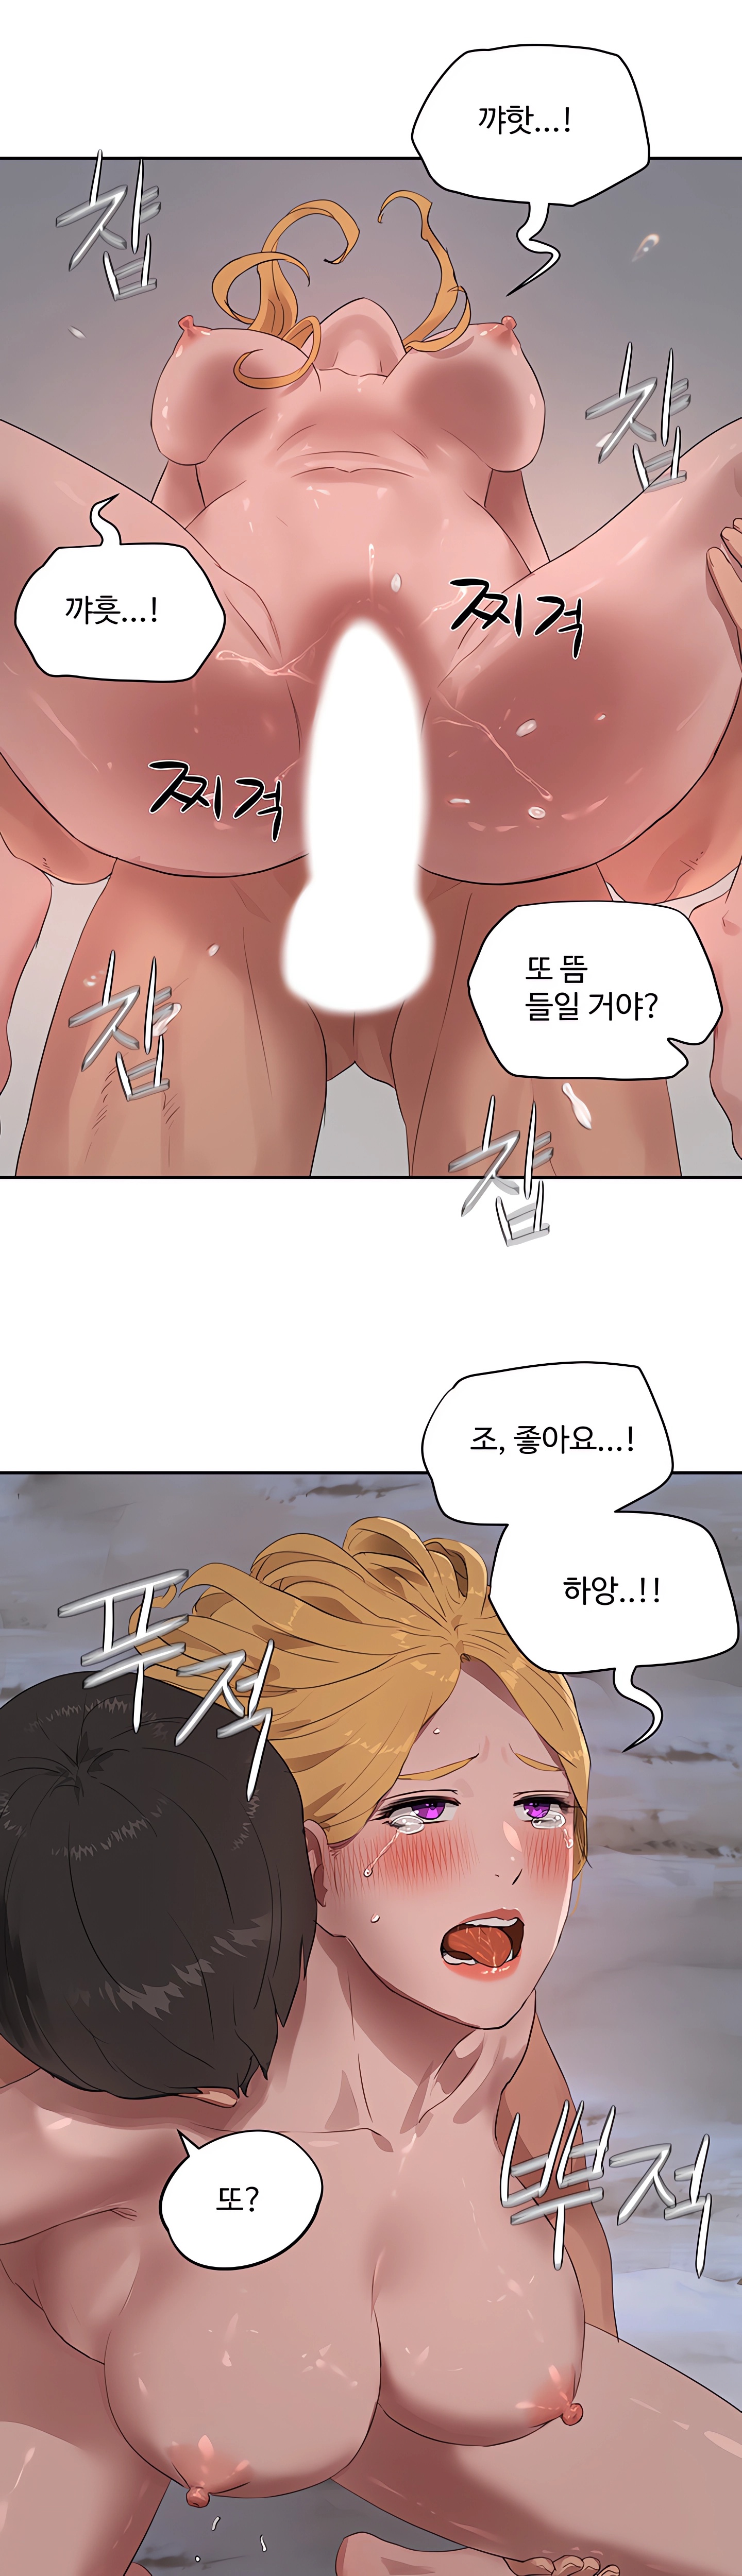 꺄핫...!
찹
찹
꺄흣...!
찌걱
찌걱
또 뜸
들일 거야?
찹
찹
조, 좋아요...!
하앙..!!
푸적
또?
뿌적